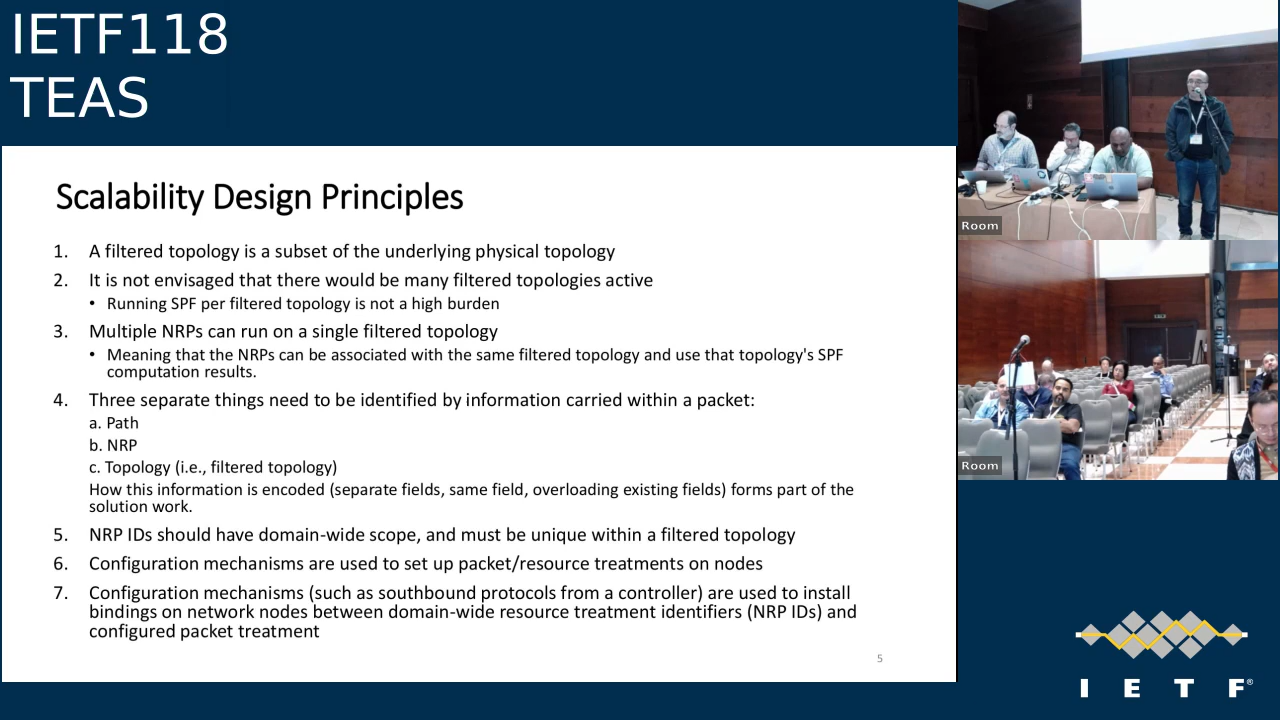 IETF118
TEAS
Scalability Design Principles
1. A filtered topology is a subset of the underlying physical topology
2. It is not envisaged that there would be many filtered topologies active
• Running SPF per filtered topology is not a high burden
3. Multiple NRPs can run on a single filtered topology
• Meaning that the NRPs can be associated with the same filtered topology and use that topology's SPF
computation results.
4. Three separate things need to be identified by information carried within a packet:
a. Path
b. NRP
c. Topology (i.e., filtered topology)
How this information is encoded (separate fields, same field, overloading existing fields) forms part of the
solution work.
5. NRP IDs should have domain-wide scope, and must be unique within a filtered topology
6. Configuration mechanisms are used to set up packet/resource treatments on nodes
7. Configuration mechanisms (such as southbound protocols from a controller) are used to install
bindings on network nodes between domain-wide resource treatment identifiers (NRP IDs) and
configured packet treatment
5
Room
Room
I E T F®